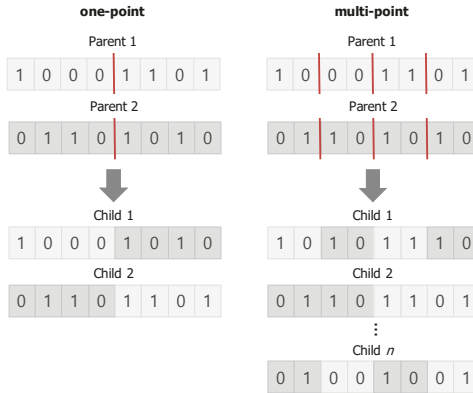 one-point
Parent 1
1 0 0 0 1 1 0 1
Parent 2
0 1 1 0 1 0 1 0
Child 1
1 0 0 0 1 0 1 0
Child 2
0 1 1 0 1 1 0 1
multi-point
Parent 1
1 0 0 0 1 1 0 1
Parent 2
0 1 1 0 1 0 1 0
Child 1
1 0 1 0 1 1 1 0
Child 2
0 1 1 0 1 1 0 1
⋮
Child n
0 1 0 0 1 0 0 1